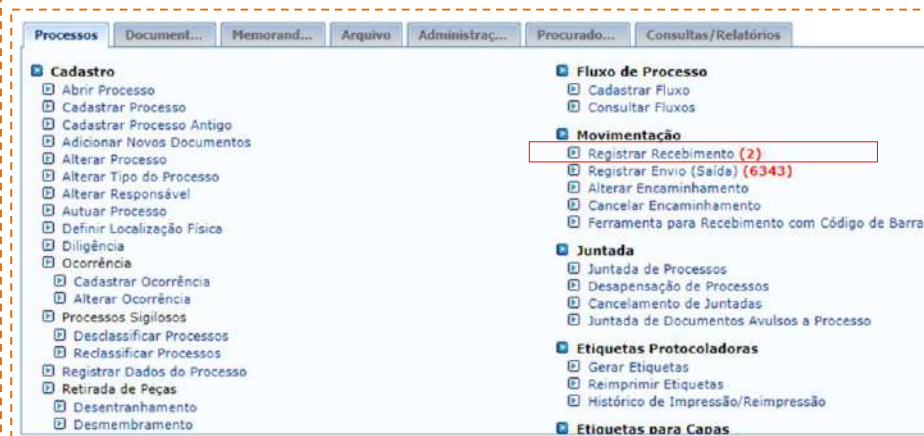 Processos Document... Memorand... Arquivo Administraç... Procurado... Consultas/Relatórios
Cadastro
Abrir Processo
Cadastrar Processo
Cadastrar Processo Antigo
Adicionar Novos Documentos
Alterar Processo
Alterar Tipo do Processo
Alterar Responsável
Autuar Processo
Definir Localização Física
Diligência
Ocorrência
Cadastrar Ocorrência
Alterar Ocorrência
Processos Sigilosos
Desclassificar Processos
Reclassificar Processos
Registrar Dados do Processo
Retirada de Peças
Desentranhamento
Desmembramento
Fluxo de Processo
Cadastrar Fluxo
Consultar Fluxos
Movimentação
Registrar Recebimento (2)
Registrar Envio (Saída) (6343)
Alterar Encaminhamento
Cancelar Encaminhamento
Ferramenta para Recebimento com Código de Barra
Juntada
Juntada de Processos
Desapensação de Processos
Cancelamento de Juntadas
Juntada de Documentos Avulsos a Processo
Etiquetas Protocoladoras
Gerar Etiquetas
Reimprimir Etiquetas
Histórico de Impressão/Reimpressão
Etiquetas para Capas